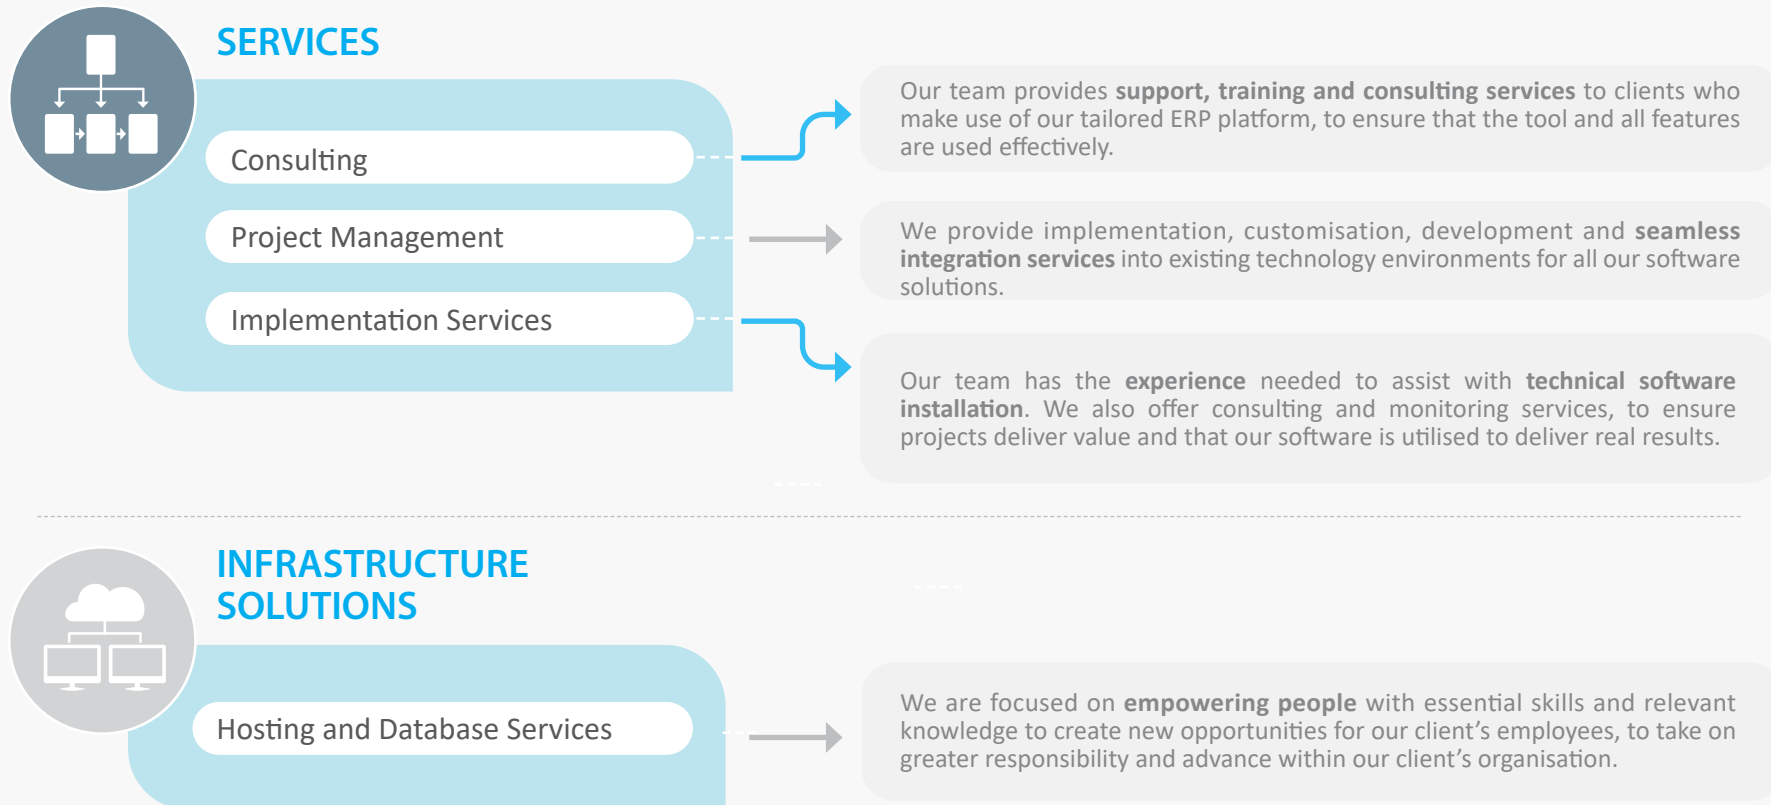 SERVICES
Consulting
Our team provides support, training and consulting services to clients who
make use of our tailored ERP platform, to ensure that the tool and all features
are used effectively.
Project Management
We provide implementation, customisation, development and seamless
integration services into existing technology environments for all our software
solutions.
Implementation Services
Our team has the experience needed to assist with technical software
installation. We also offer consulting and monitoring services, to ensure
projects deliver value and that our software is utilised to deliver real results.
INFRASTRUCTURE
SOLUTIONS
Hosting and Database Services
We are focused on empowering people with essential skills and relevant
knowledge to create new opportunities for our client's employees, to take on
greater responsibility and advance within our client's organisation.